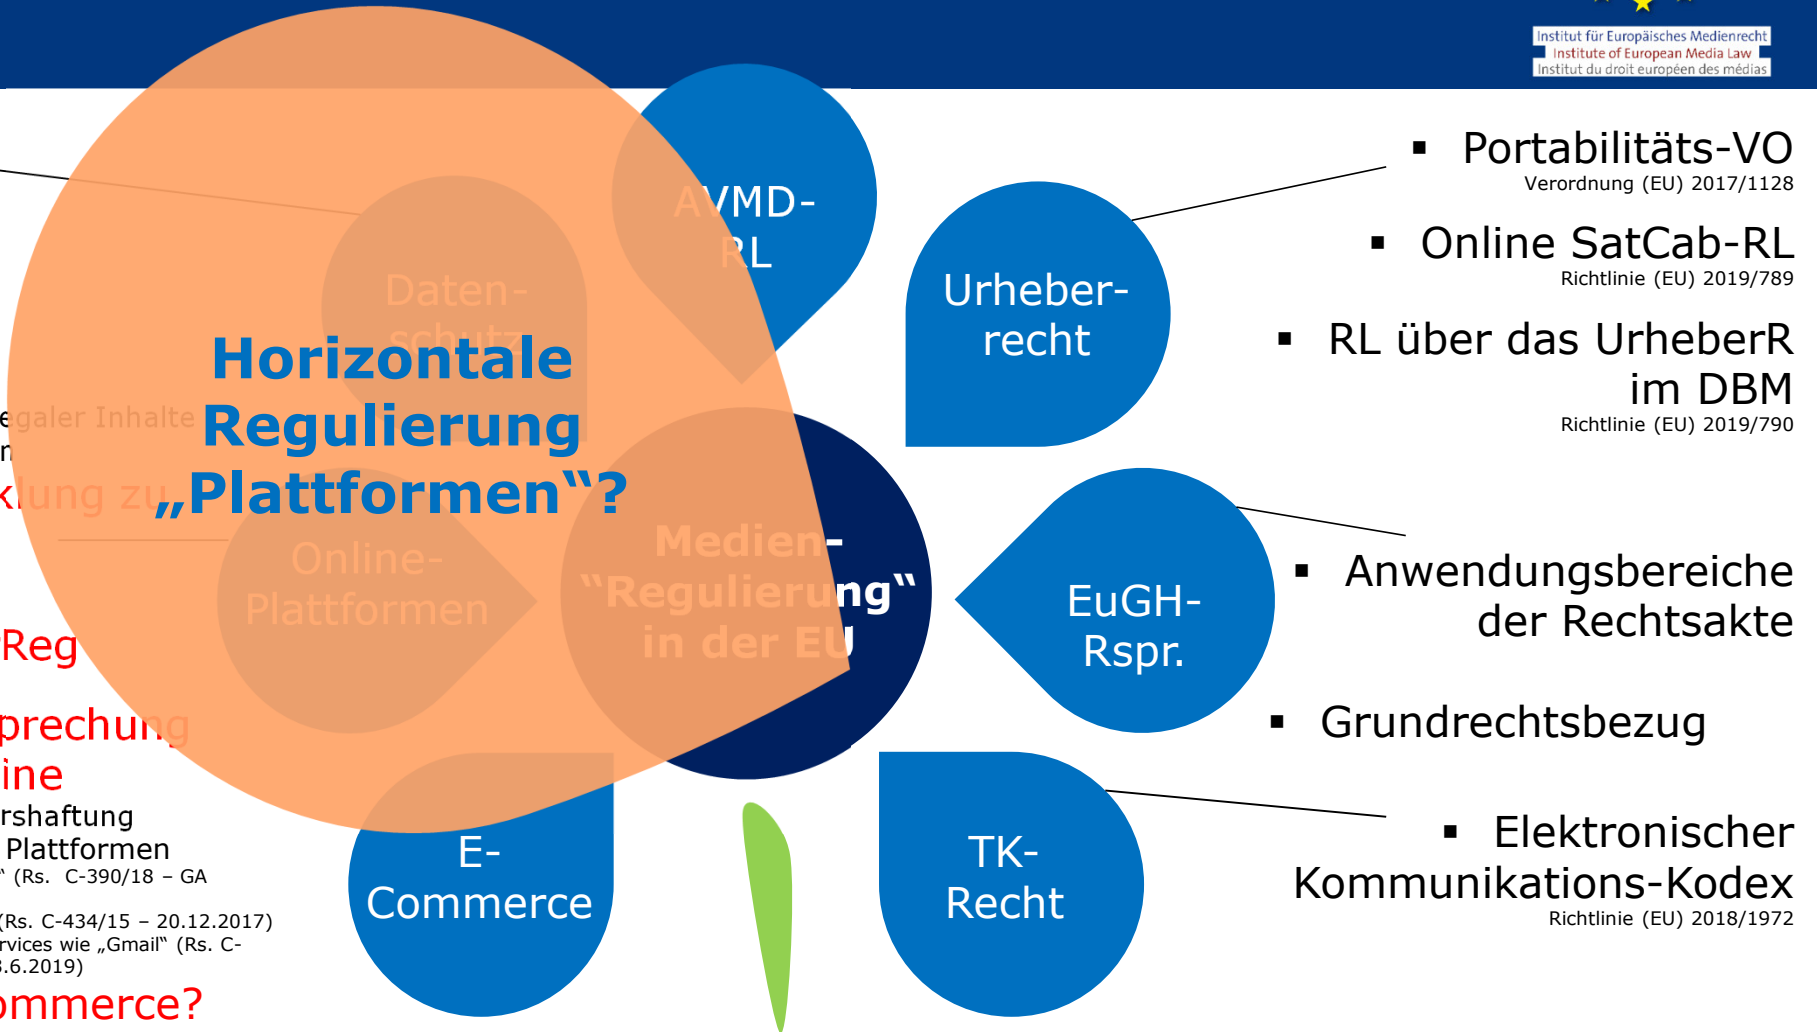 Institut für Europäisches Medienrecht
Institute of European Media Law
Institut du droit européen des médias
AVMD-
RL
Daten-
schutz
Urheber-
recht
Horizontale
Regulierung
„Plattformen“?
Medien-
“Regulierung“
in der EU
Online-
Plattformen
EuGH-
Rspr.
E-
Commerce
TK-
Recht
▪ Portabilitäts-VO
Verordnung (EU) 2017/1128
▪ Online SatCab-RL
Richtlinie (EU) 2019/789
▪ RL über das UrheberR
im DBM
Richtlinie (EU) 2019/790
▪ Anwendungsbereiche
der Rechtsakte
▪ Grundrechtsbezug
▪ Elektronischer
Kommunikations-Kodex
Richtlinie (EU) 2018/1972
egaler Inhalte
n
klung zu
Reg
prechung
ine
rshaftung
Plattformen
“ (Rs. C-390/18 – GA
(Rs. C-434/15 – 20.12.2017)
rvices wie „Gmail“ (Rs. C-
.6.2019)
ommerce?